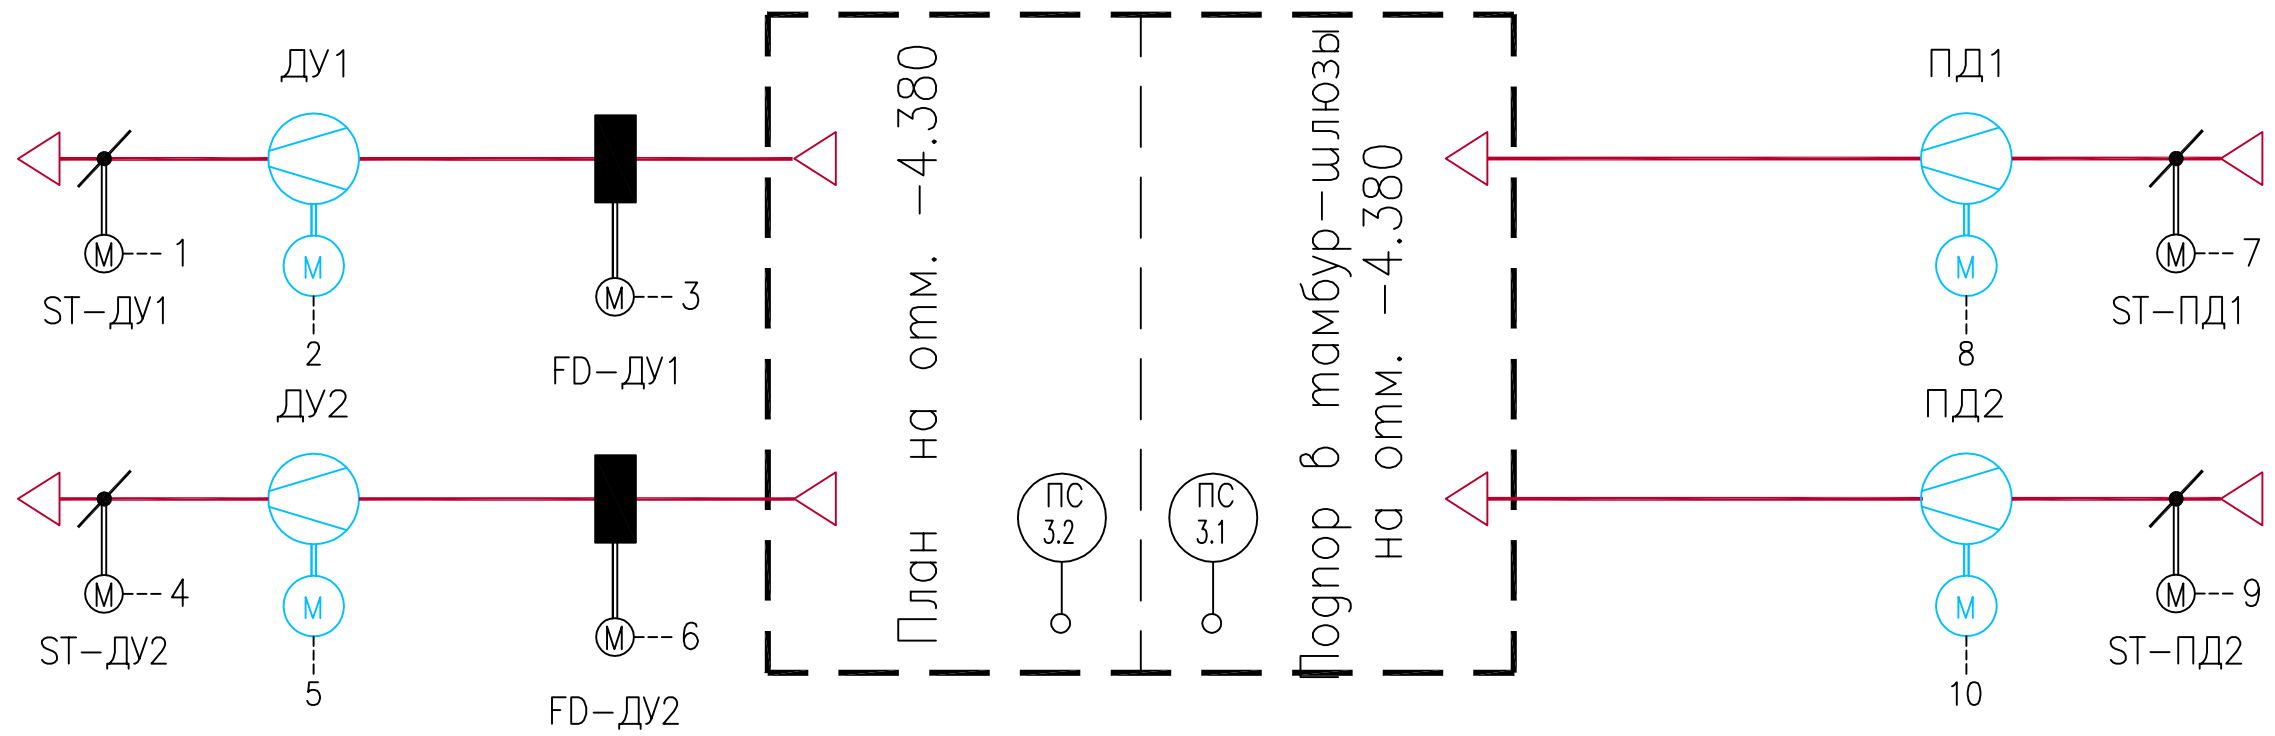 ДУ1
М
1
ST-ДУ1
М
2
М
3
FD-ДУ1
ДУ2
М
4
ST-ДУ2
М
5
М
6
FD-ДУ2
План на отм. -4.380
ПС
3.2
ПС
3.1
Подпор в тамбур-шлюзы
на отм. -4.380
ПД1
М
8
М
7
ST-ПД1
ПД2
М
10
М
9
ST-ПД2